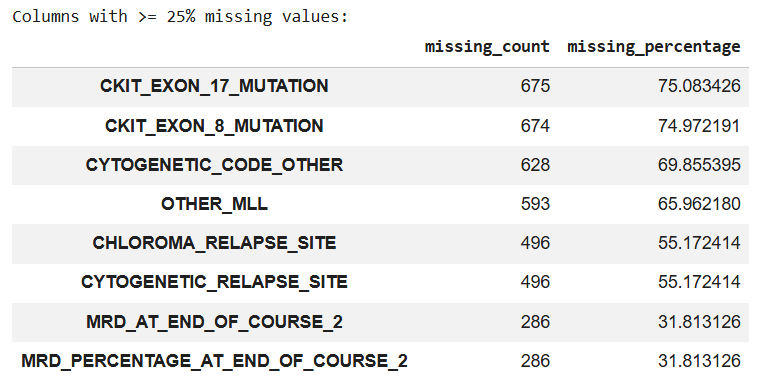 Columns with >= 25% missing values:
missing_count missing_percentage
CKIT_EXON_17_MUTATION 675 75.083426
CKIT_EXON_8_MUTATION 674 74.972191
CYTOGENETIC_CODE_OTHER 628 69.855395
OTHER_MLL 593 65.962180
CHLOROMA_RELAPSE_SITE 496 55.172414
CYTOGENETIC_RELAPSE_SITE 496 55.172414
MRD_AT_END_OF_COURSE_2 286 31.813126
MRD_PERCENTAGE_AT_END_OF_COURSE_2 286 31.813126